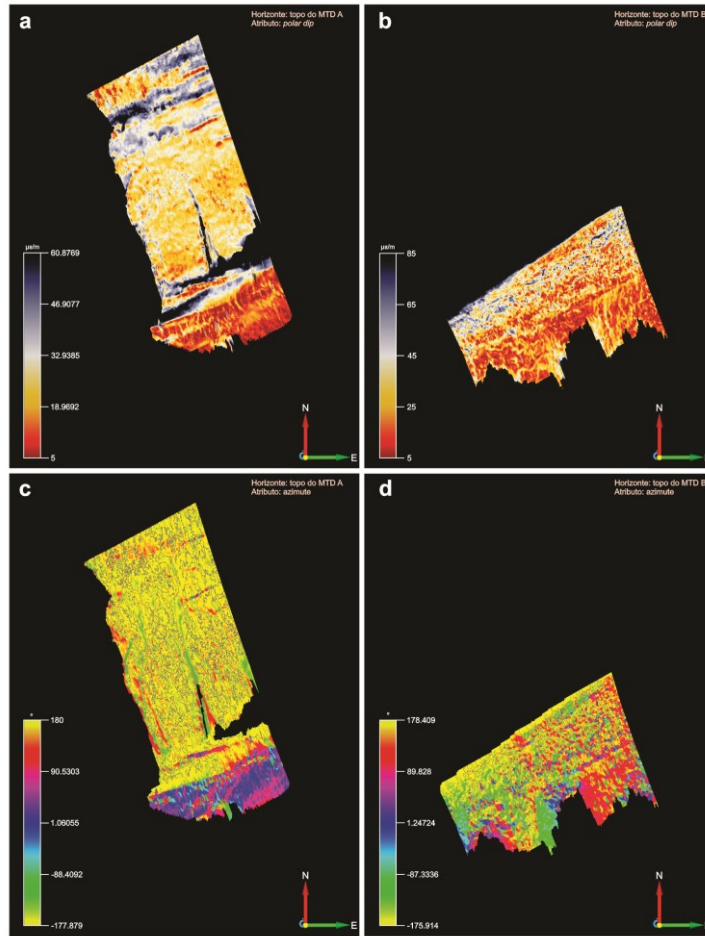 a
Horizonte: topo do MTD A
Atributo: polar dip
µs/m
60.8769
46.9077
32.9385
18.9692
5
N
E
b
Horizonte: topo do MTD B
Atributo: polar dip
µs/m
85
65
45
25
5
N
E
c
Horizonte: topo do MTD A
Atributo: azimute
°
180
90.5303
1.06055
-88.4092
-177.879
N
E
d
Horizonte: topo do MTD B
Atributo: azimute
°
178.409
89.828
1.24724
-87.3336
-175.914
N
E